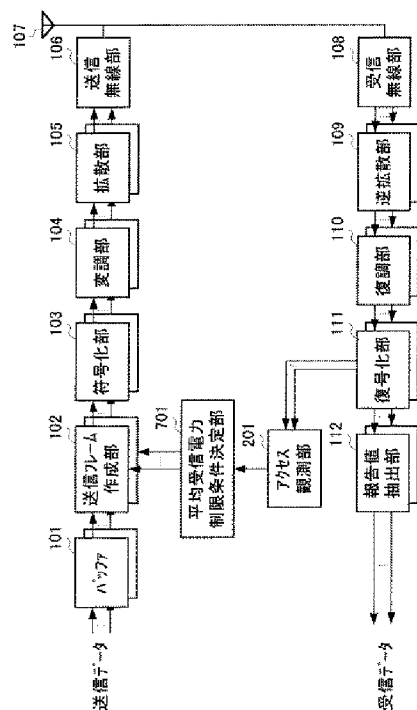 107
106
送信
無線部
105
拡散部
104
変調部
103
符号化部
102
送信フレーム
作成部
101
バッファ
送信データ
701
平均受信電力
制限条件決定部
201
アクセス
観測部
108
受信
無線部
109
逆拡散部
110
復調部
111
復号化部
112
報告値
抽出部
受信データ